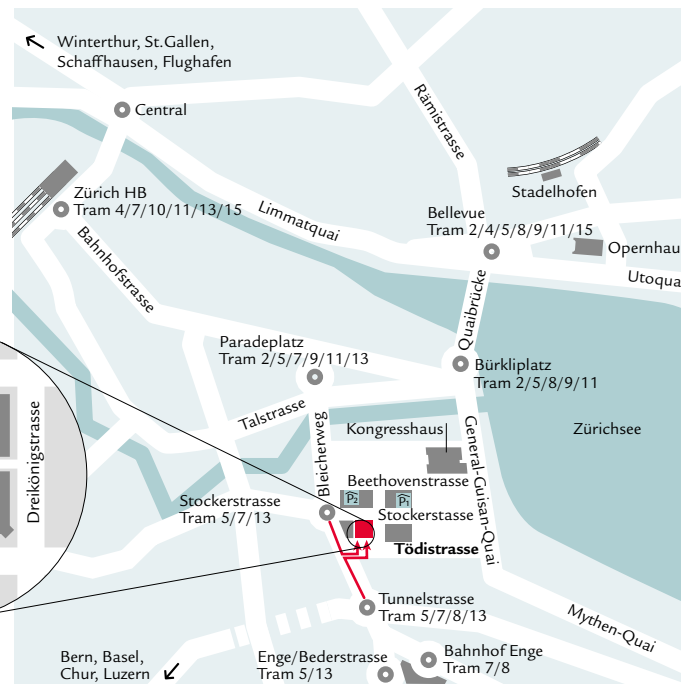 Winterthur, St.Gallen,
Schaffhausen, Flughafen
Central
Rämistrasse
Zürich HB
Tram 4/7/10/11/13/15
Stadelhofen
Limmatquai
Bellevue
Tram 2/4/5/8/9/11/15
Opernhau
Bahnhofstrasse
Utoqua
Quaibrücke
Paradeplatz
Tram 2/5/7/9/11/13
Bürkliplatz
Tram 2/5/8/9/11
Talstrasse
Kongresshaus
Zürichsee
Dreikönigstrasse
Bleicherweg
General-Guisan-Quai
Beethovenstrasse
P2
P1
Stockerstrasse
Tram 5/7/13
Stockerstasse
Tödistrasse
Tunnelstrasse
Tram 5/7/8/13
Mythen-Quai
Bern, Basel,
Chur, Luzern
Enge/Bederstrasse
Tram 5/13
Bahnhof Enge
Tram 7/8